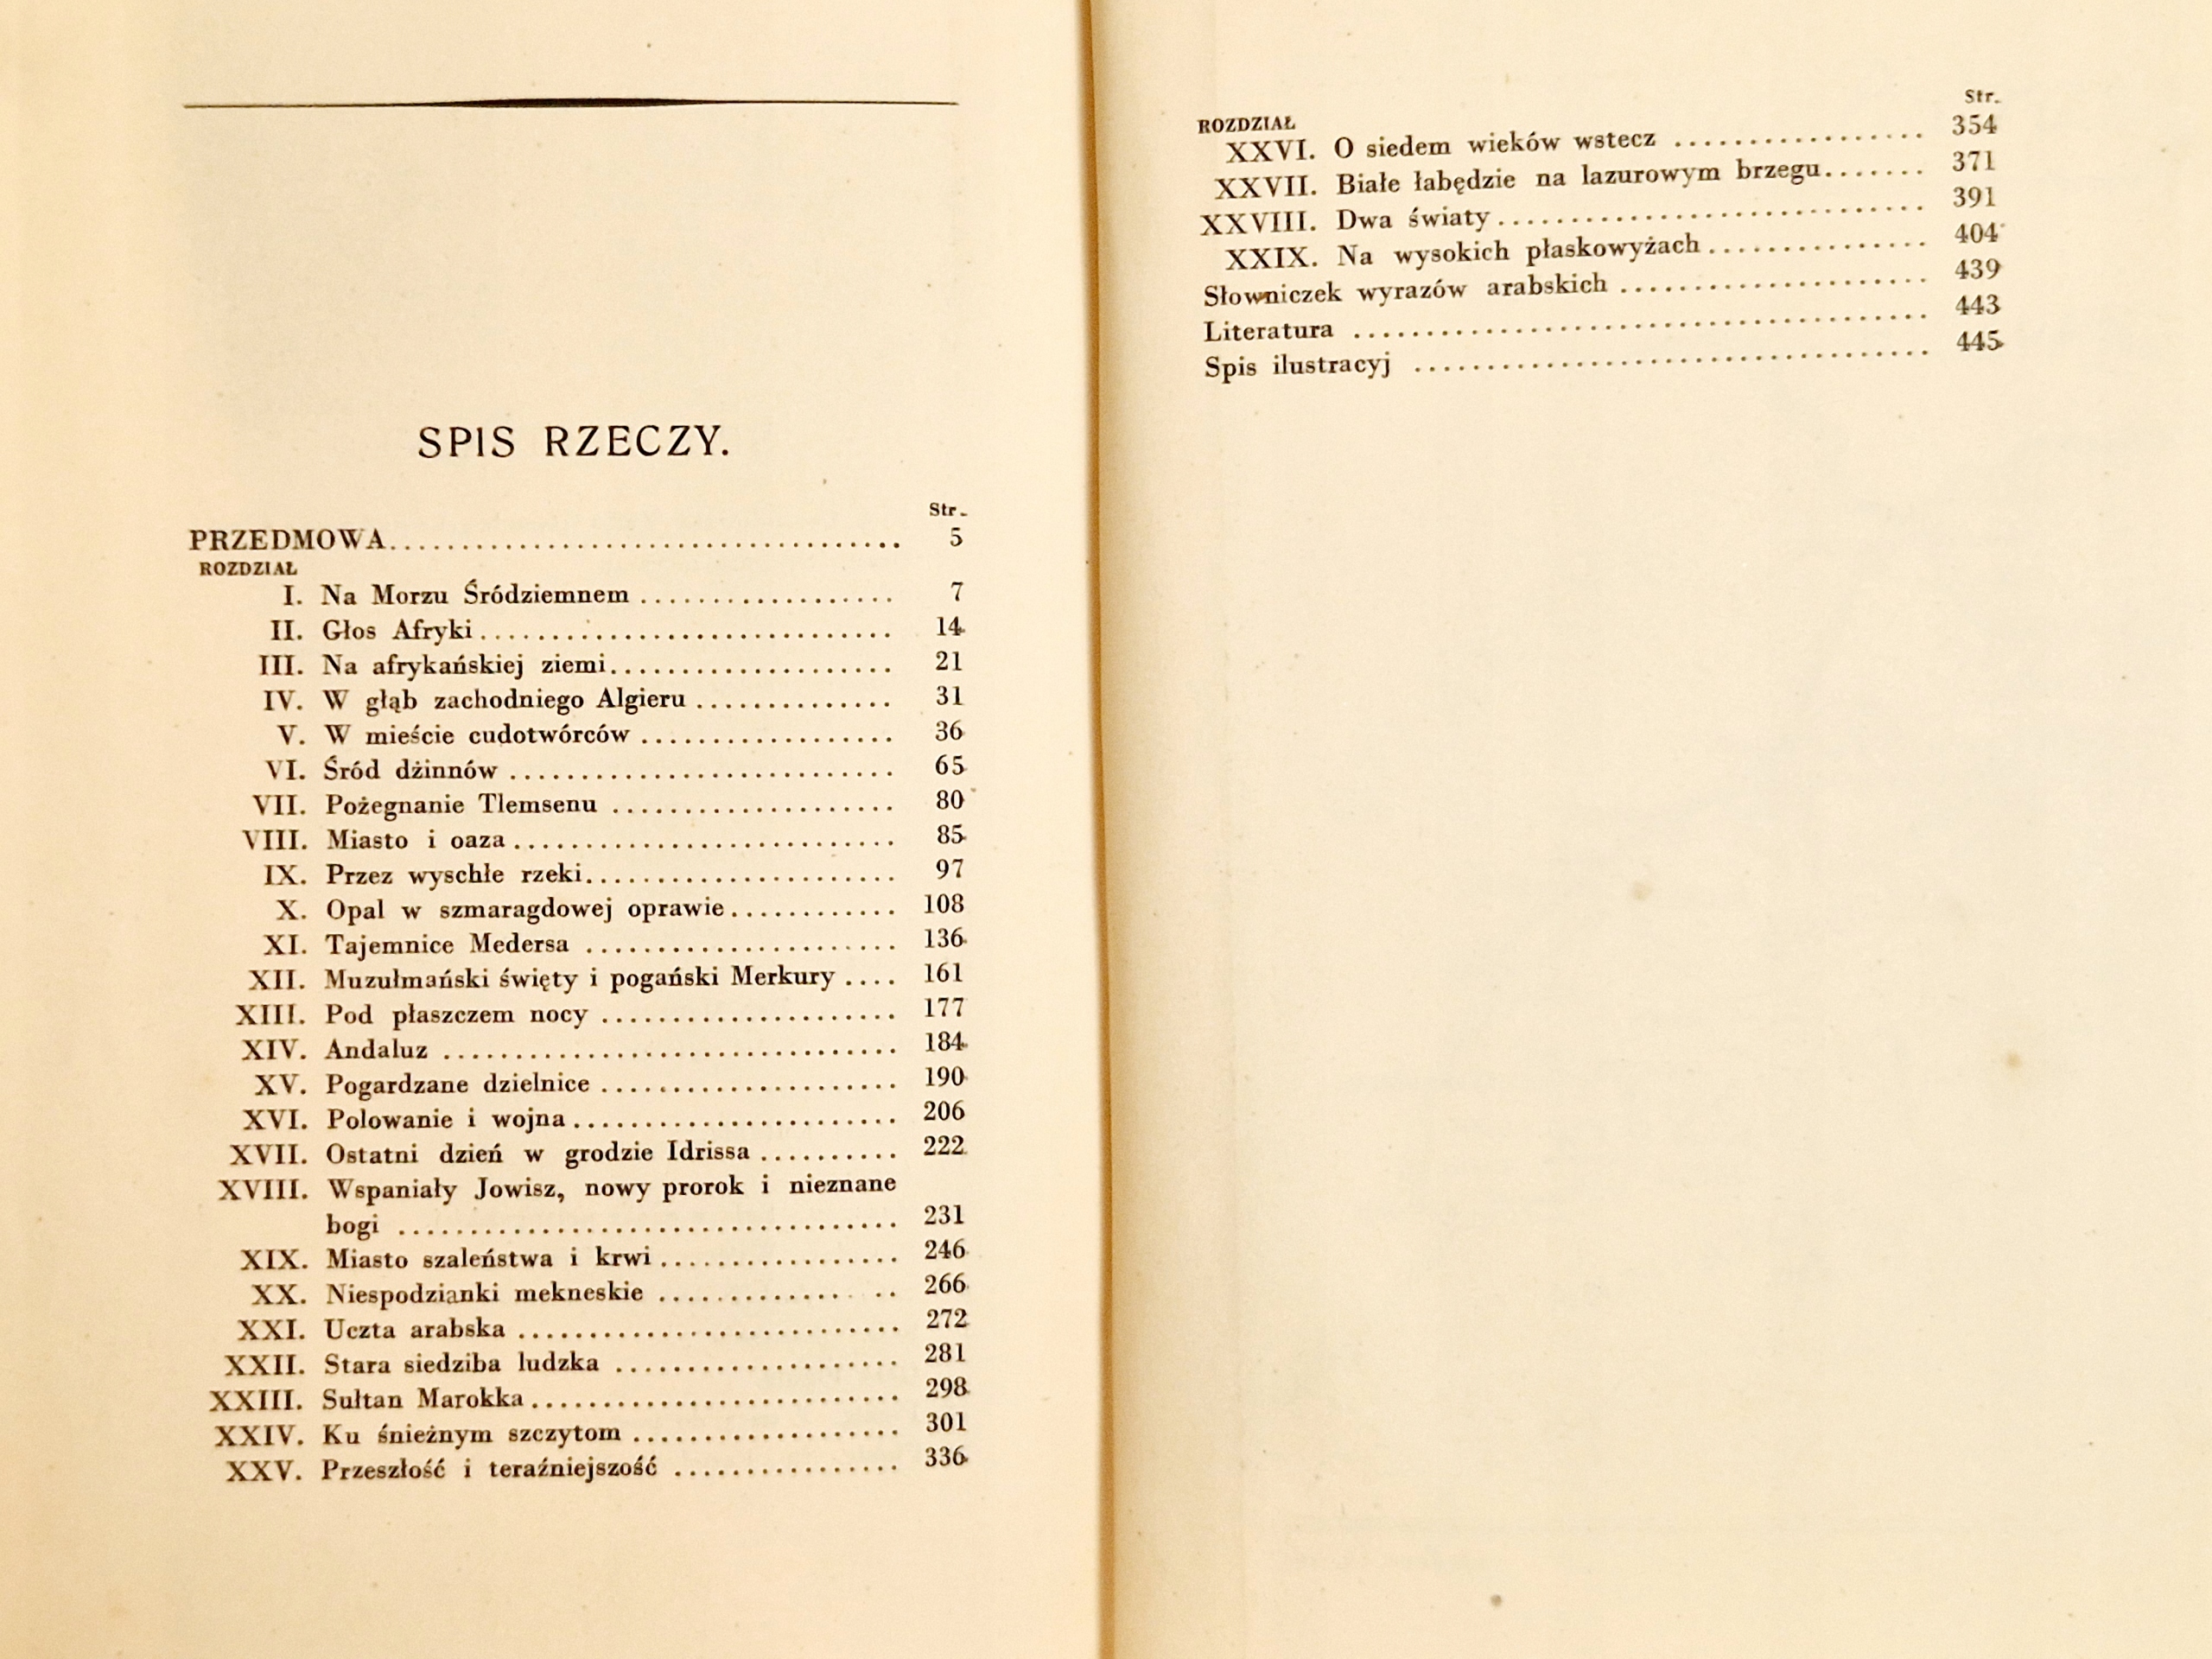 SPIS RZECZY.
Str.
PRZEDMOWA........................................ 5
ROZDZIAŁ
I. Na Morzu Śródziemnem .................. 7
II. Głos Afryki............................. 14
III. Na afrykańskiej ziemi.................... 21
IV. W głąb zachodniego Algieru .............. 31
V. W mieście cudotwórców .................. 36
VI. Śród dżinnów ........................... 65
VII. Pożegnanie Tlemsenu .................... 80
VIII. Miasto i oaza........................... 85
IX. Przez wyschłe rzeki...................... 97
X. Opal w szmaragdowej oprawie............ 108
XI. Tajemnice Medersa ...................... 136
XII. Muzułmański święty i pogański Merkury .... 161
XIII. Pod płaszczem nocy ..................... 177
XIV. Andaluz ................................ 184
XV. Pogardzane dzielnice ..................... 190
XVI. Polowanie i wojna....................... 206
XVII. Ostatni dzień w grodzie Idrissa .......... 222
XVIII. Wspaniały Jowisz, nowy prorok i nieznane
bogi ................................... 231
XIX. Miasto szaleństwa i krwi................. 246
XX. Niespodzianki mekneskie ................. 266
XXI. Uczta arabska ........................... 272
XXII. Stara siedziba ludzka .................... 281
XXIII. Sułtan Marokka.......................... 298
XXIV. Ku śnieżnym szczytom ................... 301
XXV. Przeszłość i teraźniejszość ................ 336
Str.
ROZDZIAŁ
XXVI. O siedem wieków wstecz ................. 354
XXVII. Białe łabędzie na lazurowym brzegu....... 371
XXVIII. Dwa światy.............................. 391
XXIX. Na wysokich płaskowyżach............... 404
Słowniczek wyrazów arabskich ...................... 439
Literatura ........................................ 443
Spis ilustracyj .................................... 445